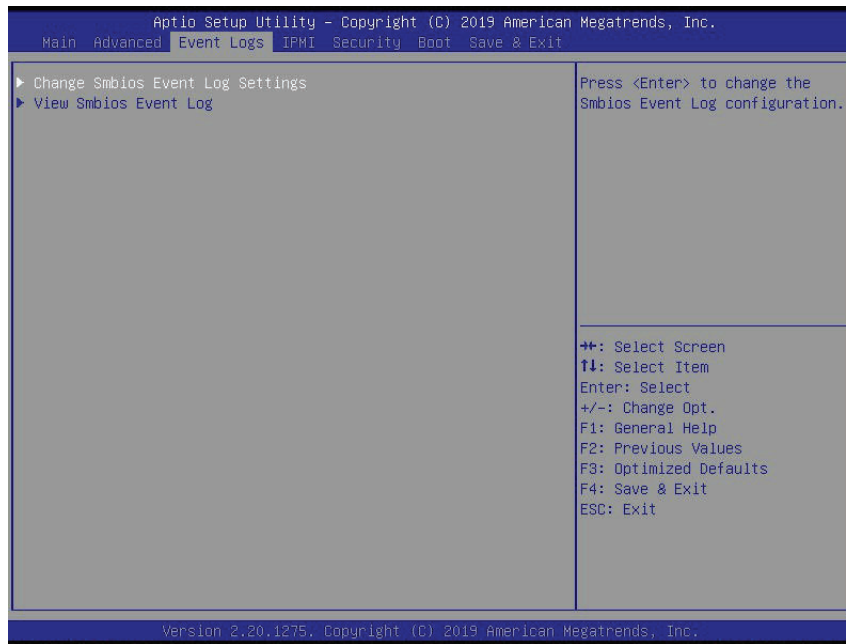 Aptio Setup Utility – Copyright (C) 2019 American Megatrends, Inc.
Main Advanced Event Logs IPMI Security Boot Save & Exit
▶ Change Smbios Event Log Settings
▶ View Smbios Event Log
Press <Enter> to change the
Smbios Event Log configuration.
→←: Select Screen
↑↓: Select Item
Enter: Select
+/-: Change Opt.
F1: General Help
F2: Previous Values
F3: Optimized Defaults
F4: Save & Exit
ESC: Exit
Version 2.20.1275. Copyright (C) 2019 American Megatrends, Inc.